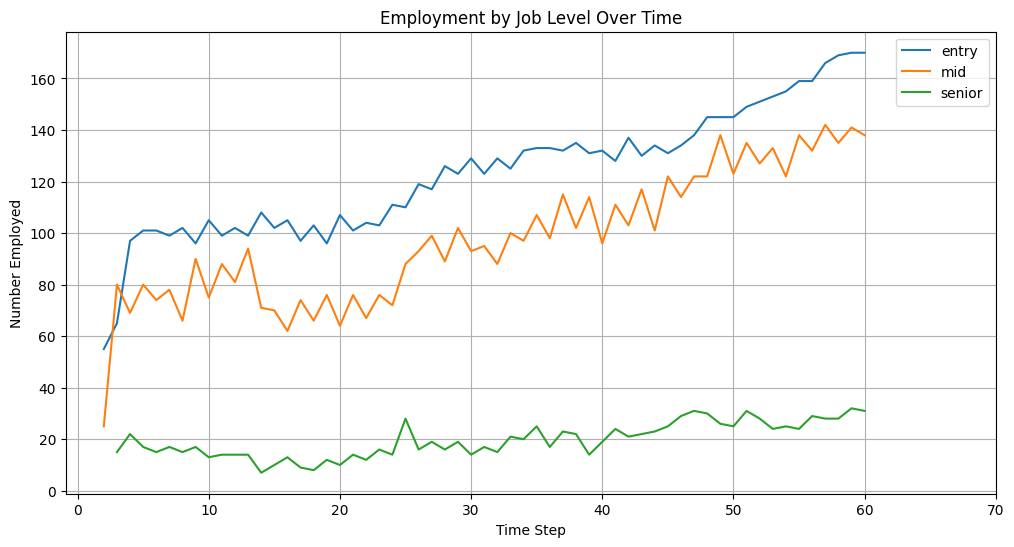 Employment by Job Level Over Time
entry
mid
senior
Number Employed
160
140
120
100
80
60
40
20
0
0 10 20 30 40 50 60 70
Time Step